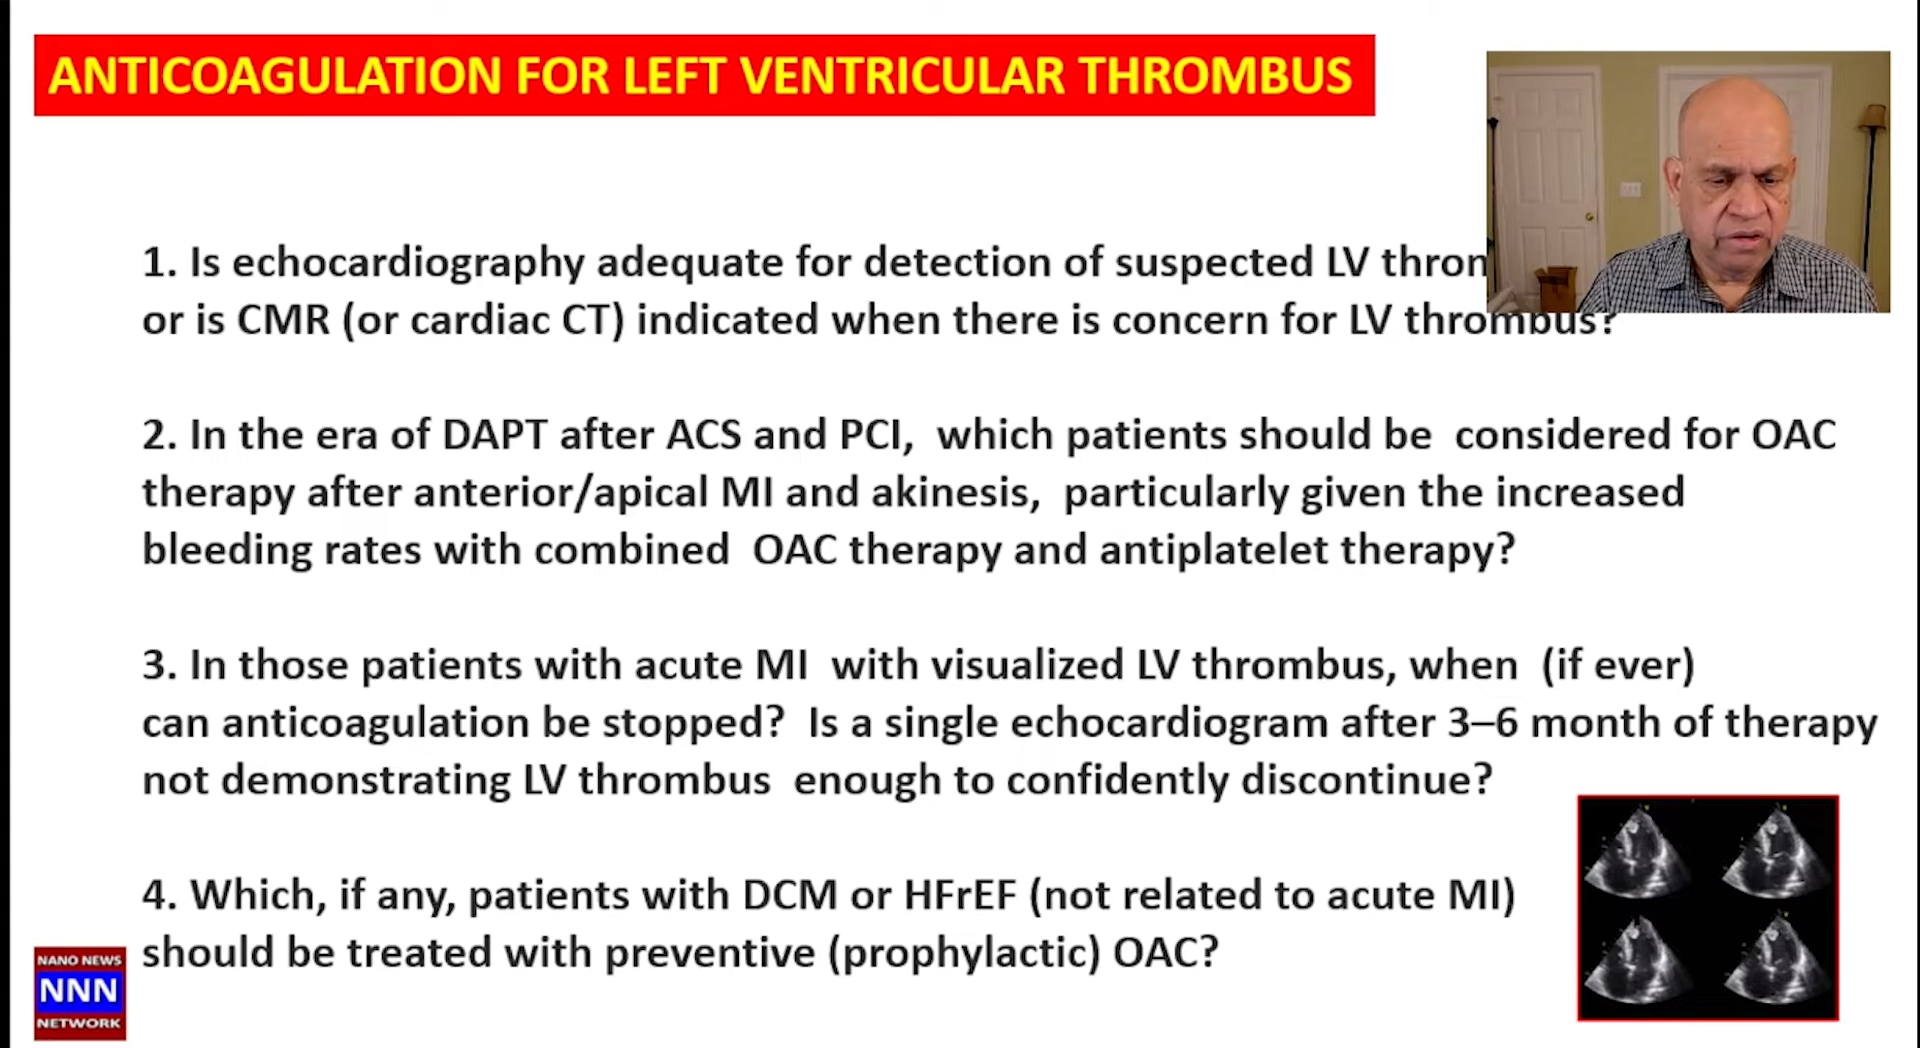 ANTICOAGULATION FOR LEFT VENTRICULAR THROMBUS
1. Is echocardiography adequate for detection of suspected LV
or is CMR (or cardiac CT) indicated when there is concern for LV thrombus?
2. In the era of DAPT after ACS and PCI, which patients should be considered for OAC
therapy after anterior/apical MI and akinesis, particularly given the increased
bleeding rates with combined OAC therapy and antiplatelet therapy?
3. In those patients with acute MI with visualized LV thrombus, when (if ever)
can anticoagulation be stopped? Is a single echocardiogram after 3–6 month of therapy
not demonstrating LV thrombus enough to confidently discontinue?
4. Which, if any, patients with DCM or HFrEF (not related to acute MI)
should be treated with preventive (prophylactic) OAC?
NANO NEWS
NNN
NETWORK